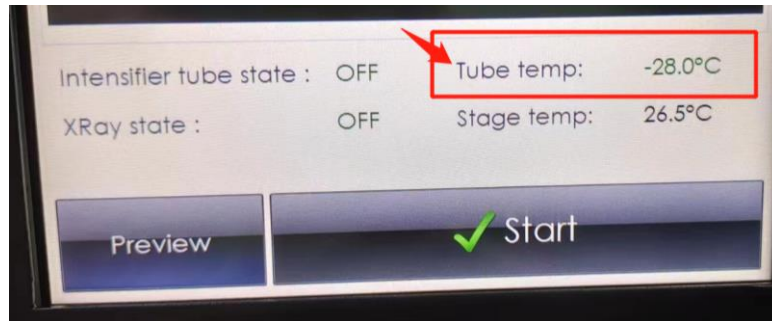 Intensifier tube state : OFF Tube temp: -28.0°C
XRay state : OFF Stage temp: 26.5°C
Preview Start